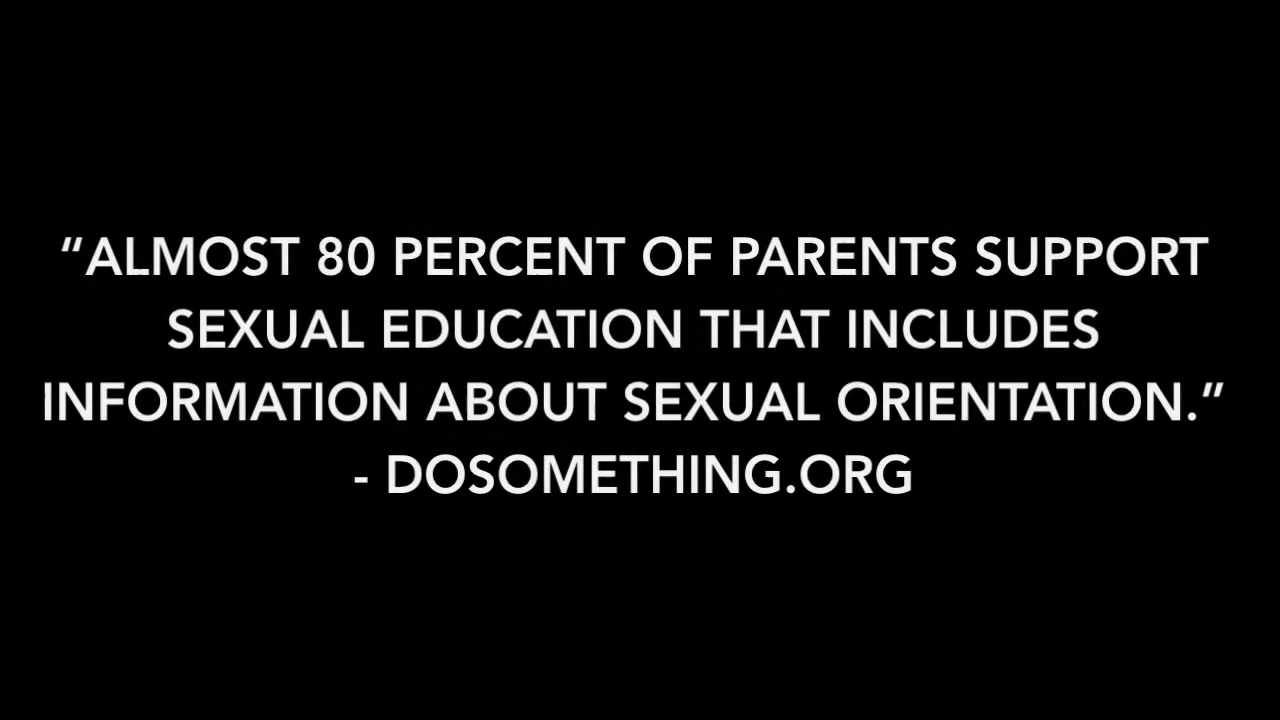 “ALMOST 80 PERCENT OF PARENTS SUPPORT
SEXUAL EDUCATION THAT INCLUDES
INFORMATION ABOUT SEXUAL ORIENTATION.”
- DOSOMETHING.ORG